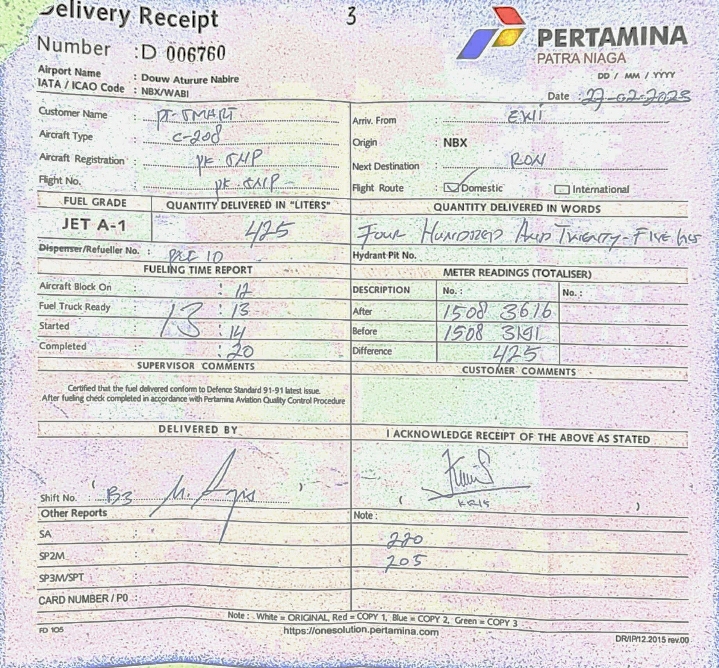 Delivery Receipt
3
Number : D 006760
PERTAMINA
PATRA NIAGA
Airport Name : Douw Aturure Nabire
IATA / ICAO Code : NBX/WABI
DD / MM / YYYY
Date : 27-02-2023
Customer Name : PT. SMART
Arriv. From : EWI
Aircraft Type : C-208
Origin : NBX
Aircraft Registration : PK SNP
Next Destination : RON
Flight No. : PK SNP
Flight Route : Domestic International
FUEL GRADE QUANTITY DELIVERED IN "LITERS" QUANTITY DELIVERED IN WORDS
JET A-1 425 FOUR HUNDRED AND TWENTY-FIVE
Dispenser/Refueller No. : 10
Hydrant Pit No.
FUELING TIME REPORT METER READINGS (TOTALISER)
Aircraft Block On : 12
DESCRIPTION No. : No. :
Fuel Truck Ready 13 : 13
After 1508 3616
Started : 14
Before 1508 3191
Completed : 20
Difference 425
SUPERVISOR COMMENTS CUSTOMER COMMENTS
Certified that the fuel delivered conform to Defence Standard 91-91 latest issue.
After fueling check completed in accordance with Pertamina Aviation Quality Control Procedure
DELIVERED BY I ACKNOWLEDGE RECEIPT OF THE ABOVE AS STATED
Shift No. : B3 ( ) ( KRIS )
Other Reports Note :
SA 220
SP2M 205
SP3M/SPT
CARD NUMBER / P0 :
Note : White = ORIGINAL, Red = COPY 1, Blue = COPY 2, Green = COPY 3
FD 105 https://onesolution.pertamina.com DR/IP12.2015 rev.00